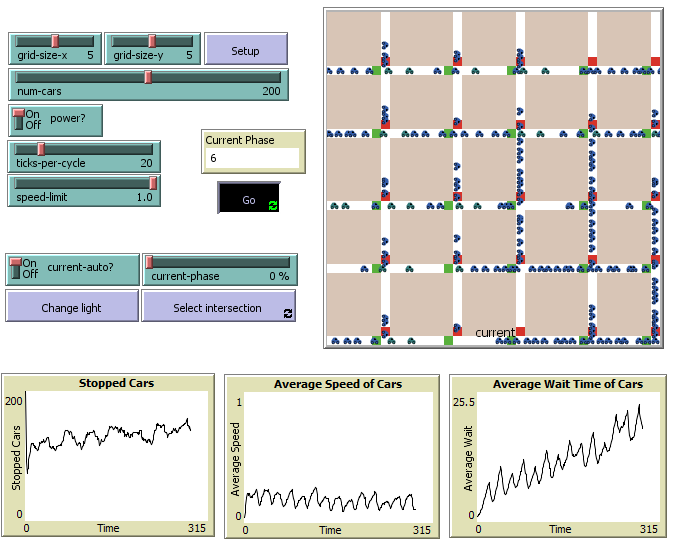 grid-size-x 5
grid-size-y 5
Setup
num-cars 200
On
Off
power?
ticks-per-cycle 20
speed-limit 1.0
Current Phase
6
Go
On
Off
current-auto?
current-phase 0 %
Change light
Select intersection
current
Stopped Cars
200
Stopped Cars
0
0 Time 315
Average Speed of Cars
1
Average Speed
0
0 Time 315
Average Wait Time of Cars
25.5
Average Wait
0
0 Time 315